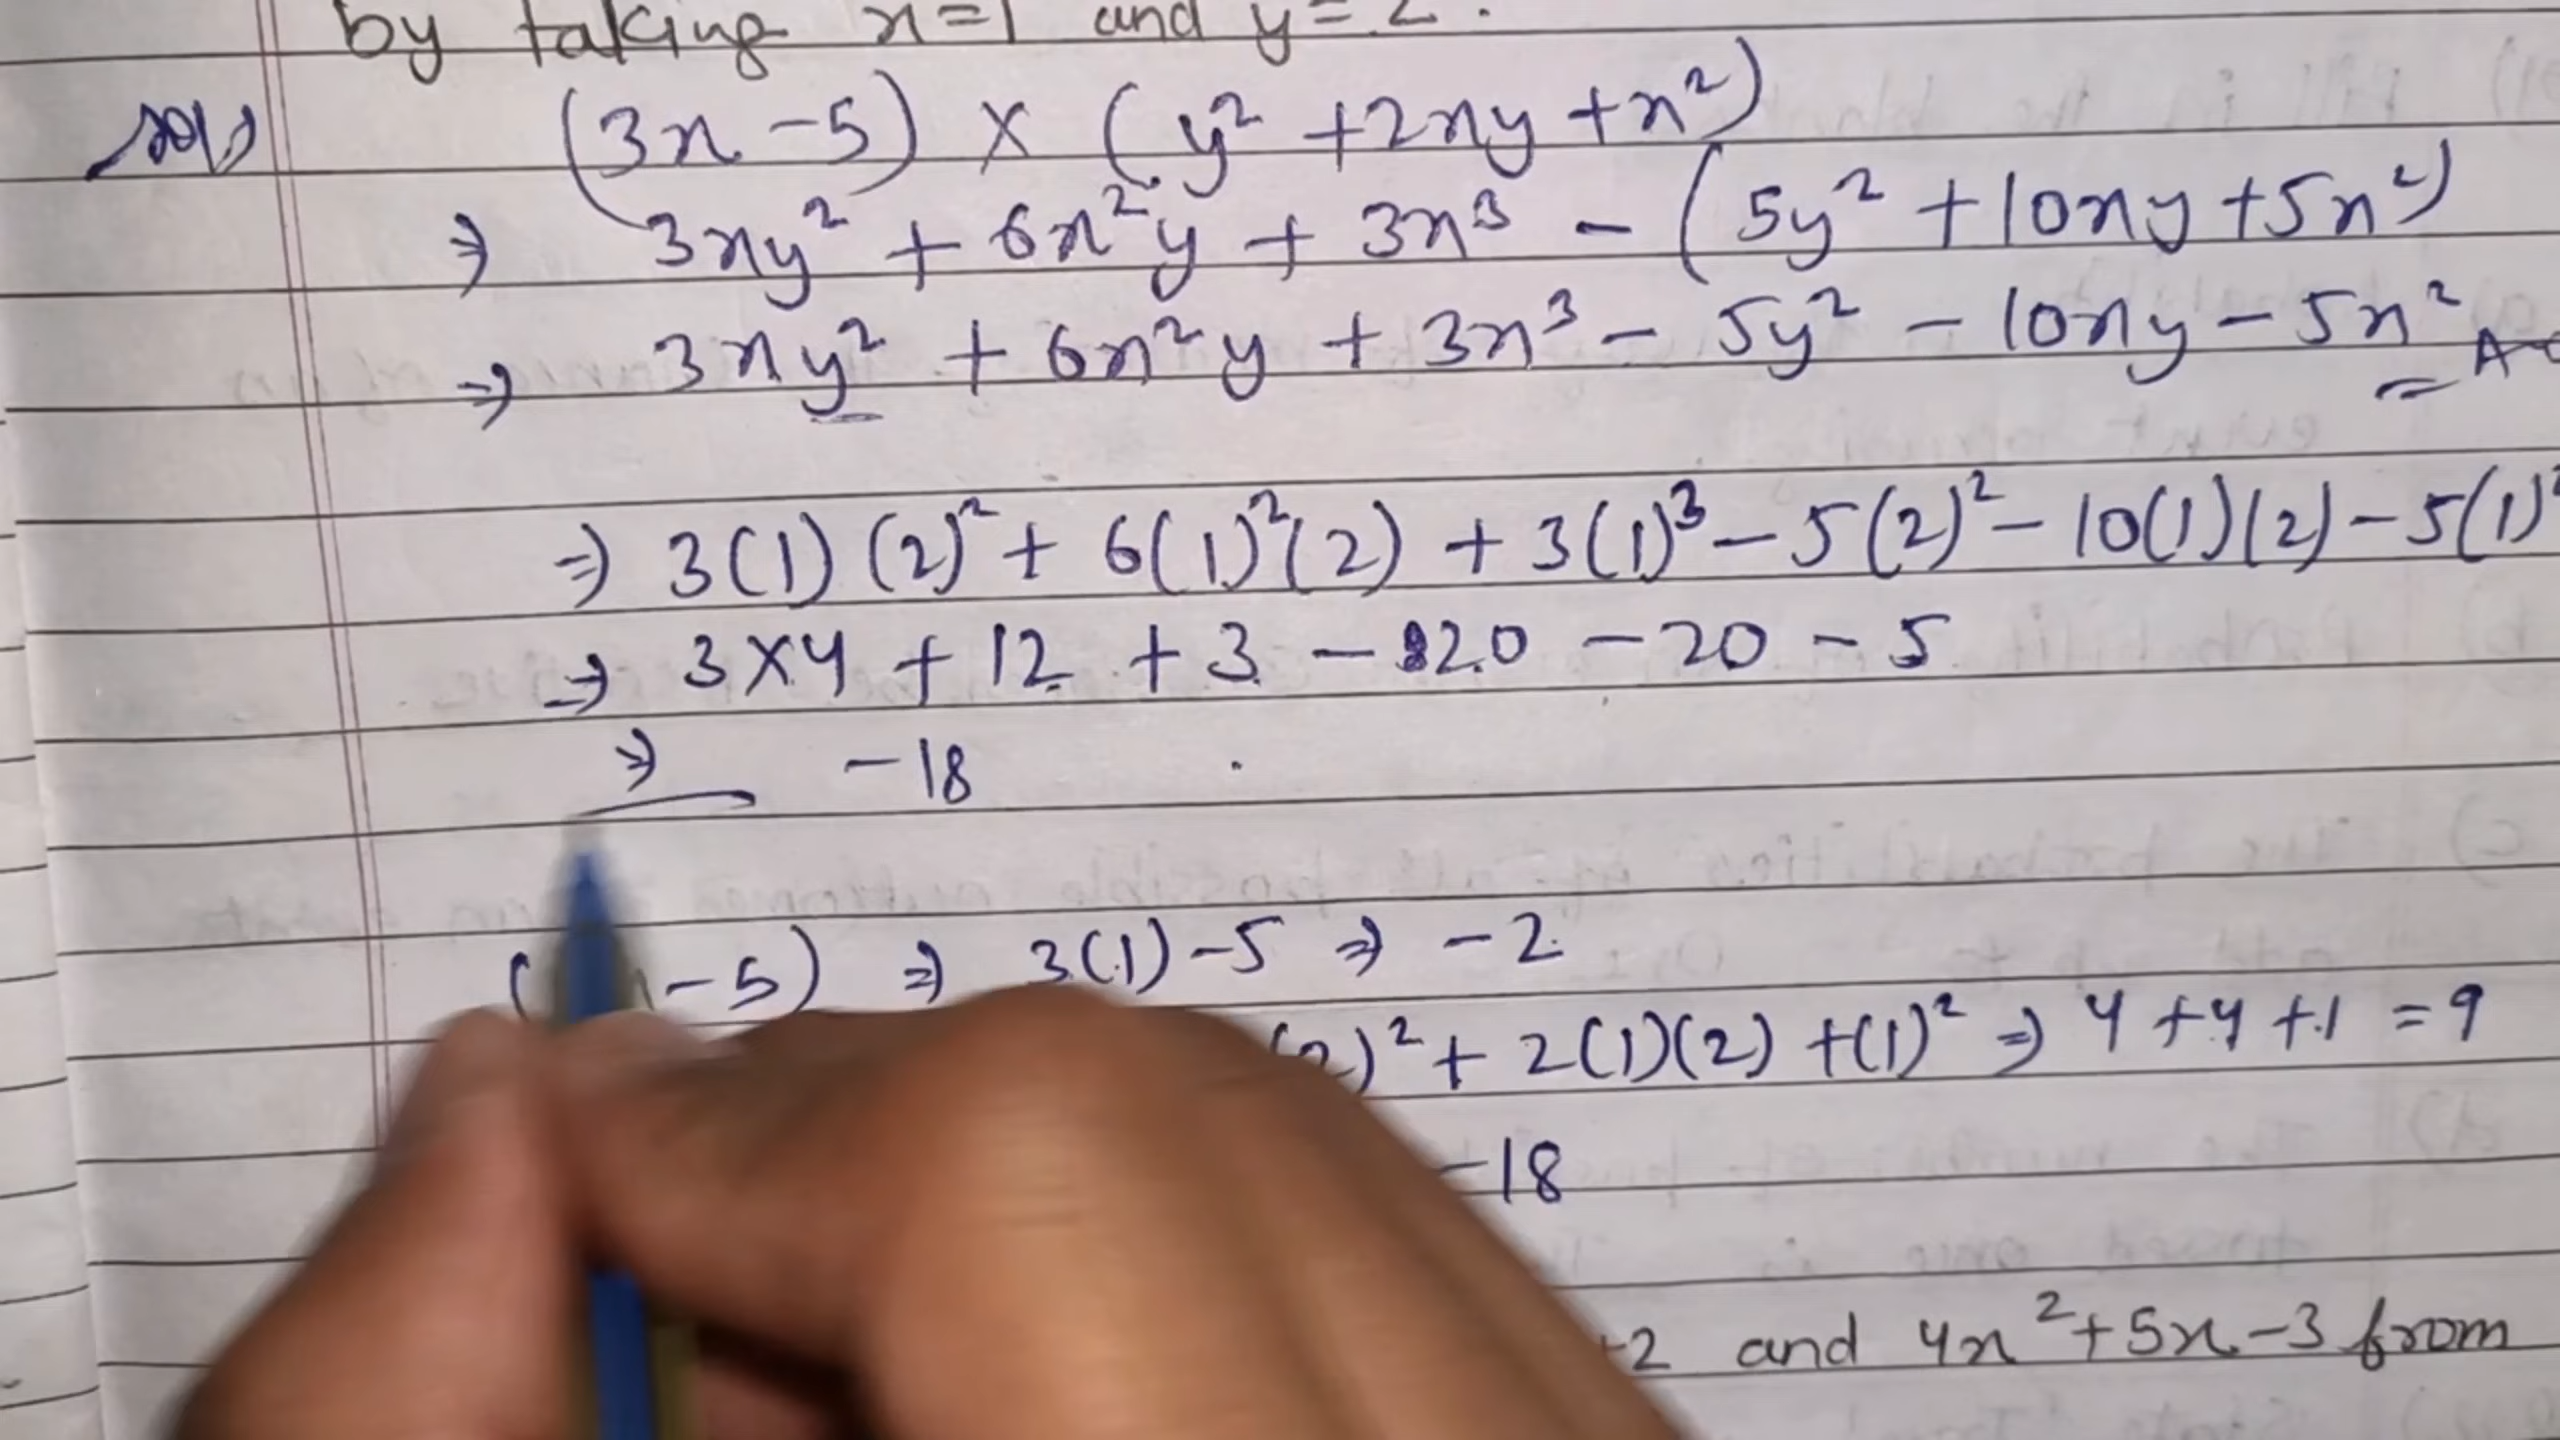 by taking x=1 and y=2.
Sol
(3x-5) × (y²+2xy+x²)
⇒ 3xy² + 6x²y + 3x³ - (5y²+10xy+5x²)
⇒ 3xy² + 6x²y + 3x³ - 5y² - 10xy - 5x²
⇒ 3(1)(2)² + 6(1)²(2) + 3(1)³ - 5(2)² - 10(1)(2) - 5(1)²
⇒ 3×4 + 12 + 3 - 20 - 20 - 5
⇒ -18
-5) ⇒ 3(1)-5 ⇒ -2
(2)² + 2(1)(2) + (1)² ⇒ 4+4+1 = 9
-18
+2 and 4x²+5x-3 from